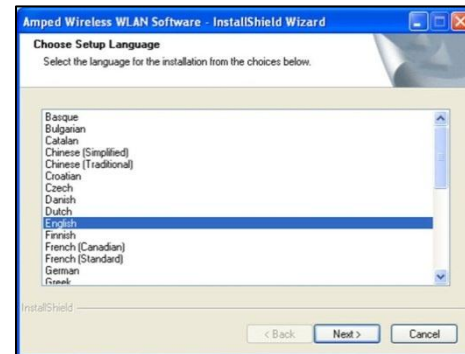 Amped Wireless WLAN Software - InstallShield Wizard
Choose Setup Language
Select the language for the installation from the choices below.
Basque
Bulgarian
Catalan
Chinese (Simplified)
Chinese (Traditional)
Croatian
Czech
Danish
Dutch
English
Finnish
French (Canadian)
French (Standard)
German
Greek
InstallShield
< Back
Next >
Cancel